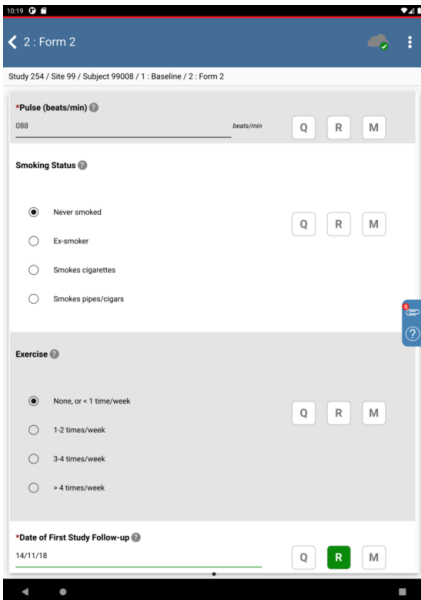 10:19
2 : Form 2
Study 254 / Site 99 / Subject 99008 / 1 : Baseline / 2 : Form 2
*Pulse (beats/min) ?
088 beats/min Q R M
Smoking Status ?
Never smoked Q R M
Ex-smoker
Smokes cigarettes
Smokes pipes/cigars
0
?
Exercise ?
None, or < 1 time/week Q R M
1-2 times/week
3-4 times/week
> 4 times/week
*Date of First Study Follow-up ?
14/11/18 Q R M